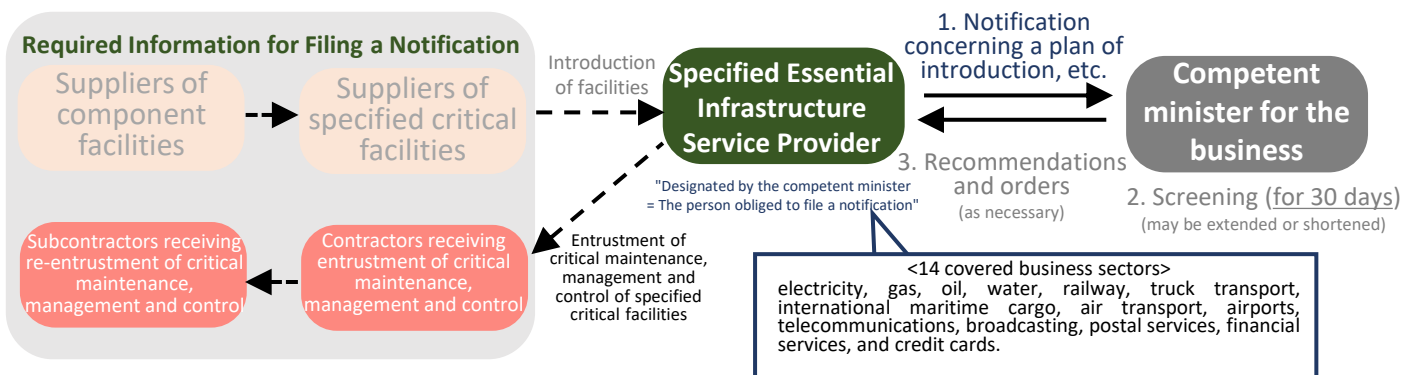 Required Information for Filing a Notification
Suppliers of
component
facilities
Suppliers of
specified critical
facilities
Introduction
of facilities
Specified Essential
Infrastructure
Service Provider
1. Notification
concerning a plan of
introduction, etc.
Competent
minister for the
business
3. Recommendations
and orders
(as necessary)
2. Screening (for 30 days)
(may be extended or shortened)
"Designated by the competent minister
= The person obliged to file a notification"
Subcontractors receiving
re-entrustment of critical
maintenance,
management and control
Contractors receiving
entrustment of critical
maintenance,
management and control
Entrustment of
critical maintenance,
management and
control of specified
critical facilities
<14 covered business sectors>
electricity, gas, oil, water, railway, truck transport,
international maritime cargo, air transport, airports,
telecommunications, broadcasting, postal services, financial
services, and credit cards.